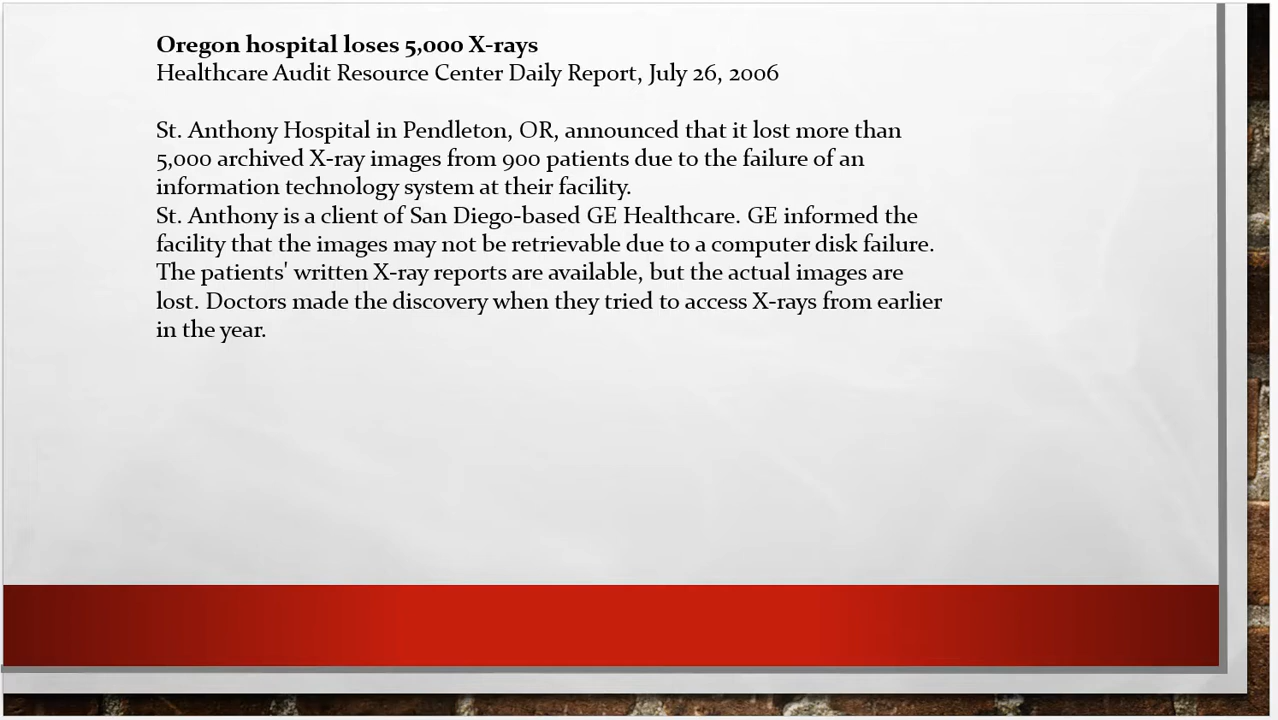 Oregon hospital loses 5,000 X-rays
Healthcare Audit Resource Center Daily Report, July 26, 2006
St. Anthony Hospital in Pendleton, OR, announced that it lost more than
5,000 archived X-ray images from 900 patients due to the failure of an
information technology system at their facility.
St. Anthony is a client of San Diego-based GE Healthcare. GE informed the
facility that the images may not be retrievable due to a computer disk failure.
The patients' written X-ray reports are available, but the actual images are
lost. Doctors made the discovery when they tried to access X-rays from earlier
in the year.